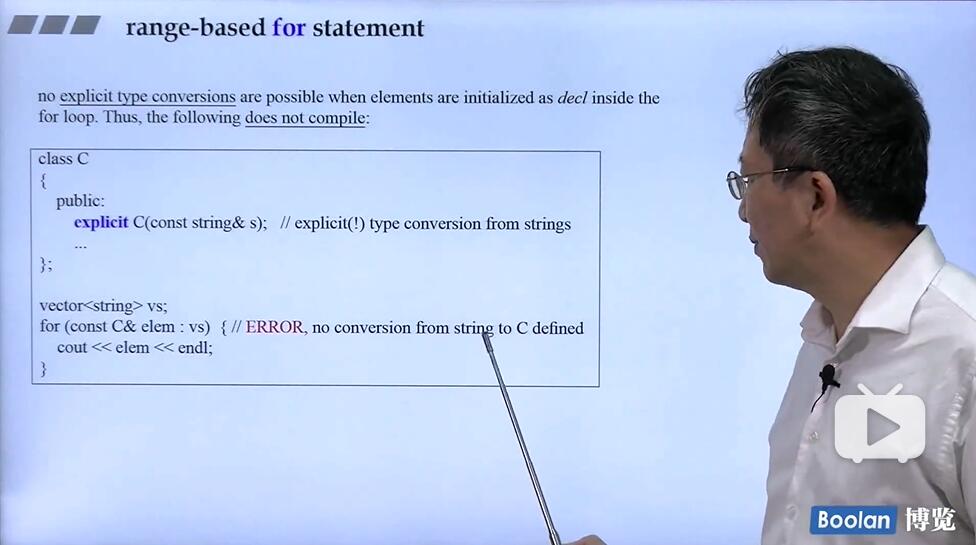 range-based for statement
no explicit type conversions are possible when elements are initialized as decl inside the
for loop. Thus, the following does not compile:
class C
{
public:
explicit C(const string& s); // explicit(!) type conversion from strings
...
};
vector<string> vs;
for (const C& elem : vs) { // ERROR, no conversion from string to C defined
cout << elem << endl;
}
Boolan 博览